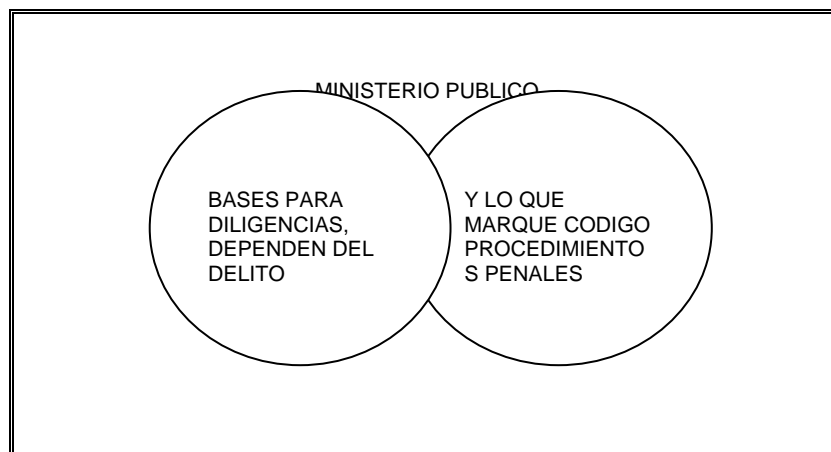 MINISTERIO PUBLICO
BASES PARA
DILIGENCIAS,
DEPENDEN DEL
DELITO
Y LO QUE
MARQUE CODIGO
PROCEDIMIENTO
S PENALES